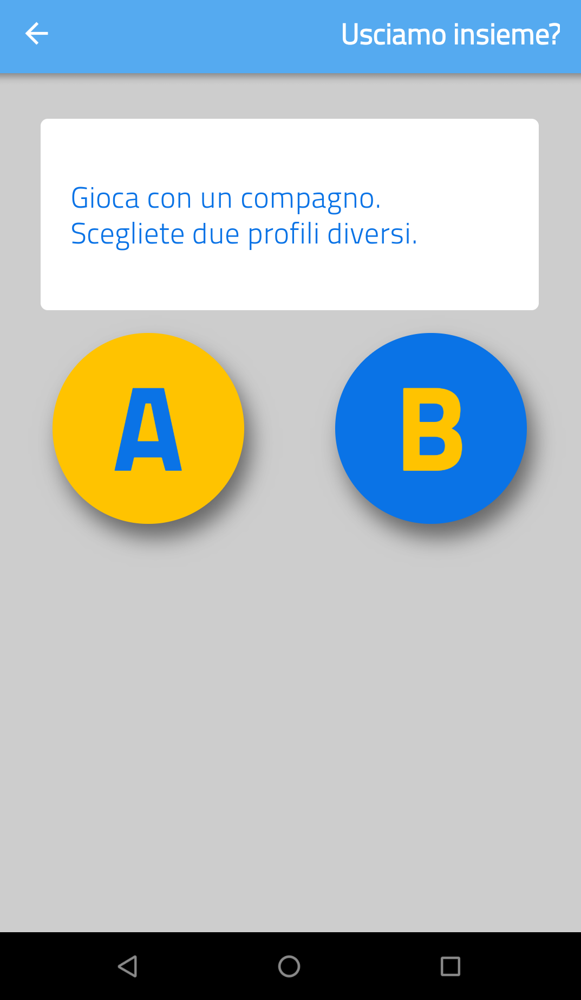 Usciamo insieme?
Gioca con un compagno.
Scegliete due profili diversi.
A
B